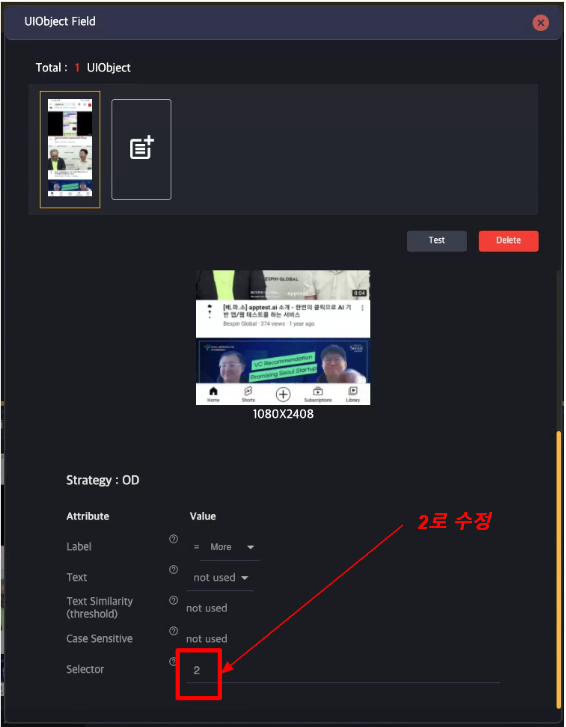 UIObject Field
Total : 1 UIObject
Test
Delete
BESPIN GLOBAL
apptest
8:04
[베.파.소] apptest.ai 소개 - 한번의 클릭으로 AI 기
반 앱/웹 테스트를 하는 서비스
Bespin Global · 374 views · 1 year ago
VC Recommendation
Promising Seoul Startup
Home
Shorts
Subscriptions
Library
1080X2408
Strategy : OD
Attribute
Value
Label
= More
Text
not used
Text Similarity
(threshold)
not used
Case Sensitive
not used
Selector
2
2로 수정